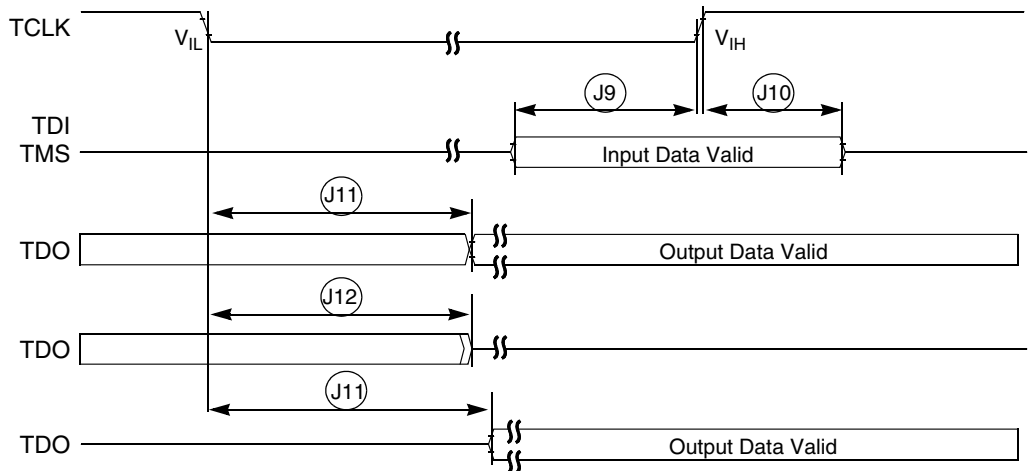 TCLK
VIL
VIH
J9
J10
TDI
TMS
Input Data Valid
J11
TDO
Output Data Valid
J12
TDO
J11
TDO
Output Data Valid